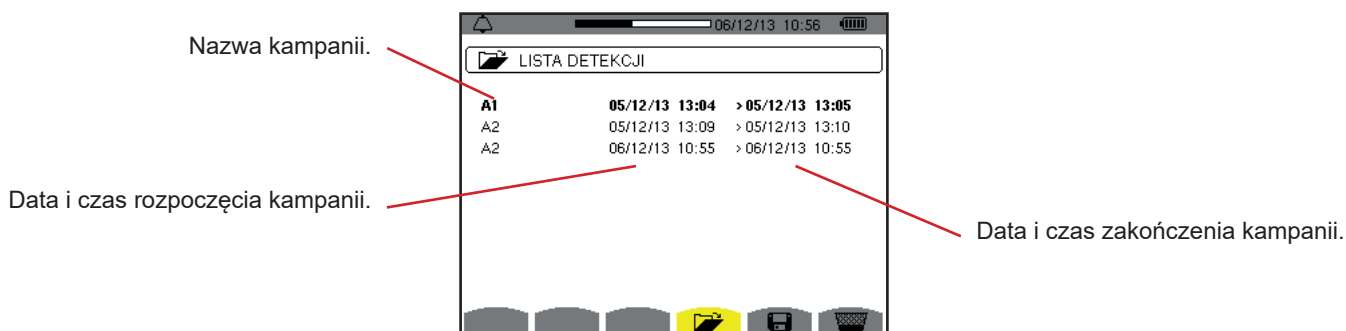 06/12/13 10:56
Nazwa kampanii.
LISTA DETEKCJI
A1 05/12/13 13:04 > 05/12/13 13:05
A2 05/12/13 13:09 > 05/12/13 13:10
A2 06/12/13 10:55 > 06/12/13 10:55
Data i czas rozpoczęcia kampanii.
Data i czas zakończenia kampanii.